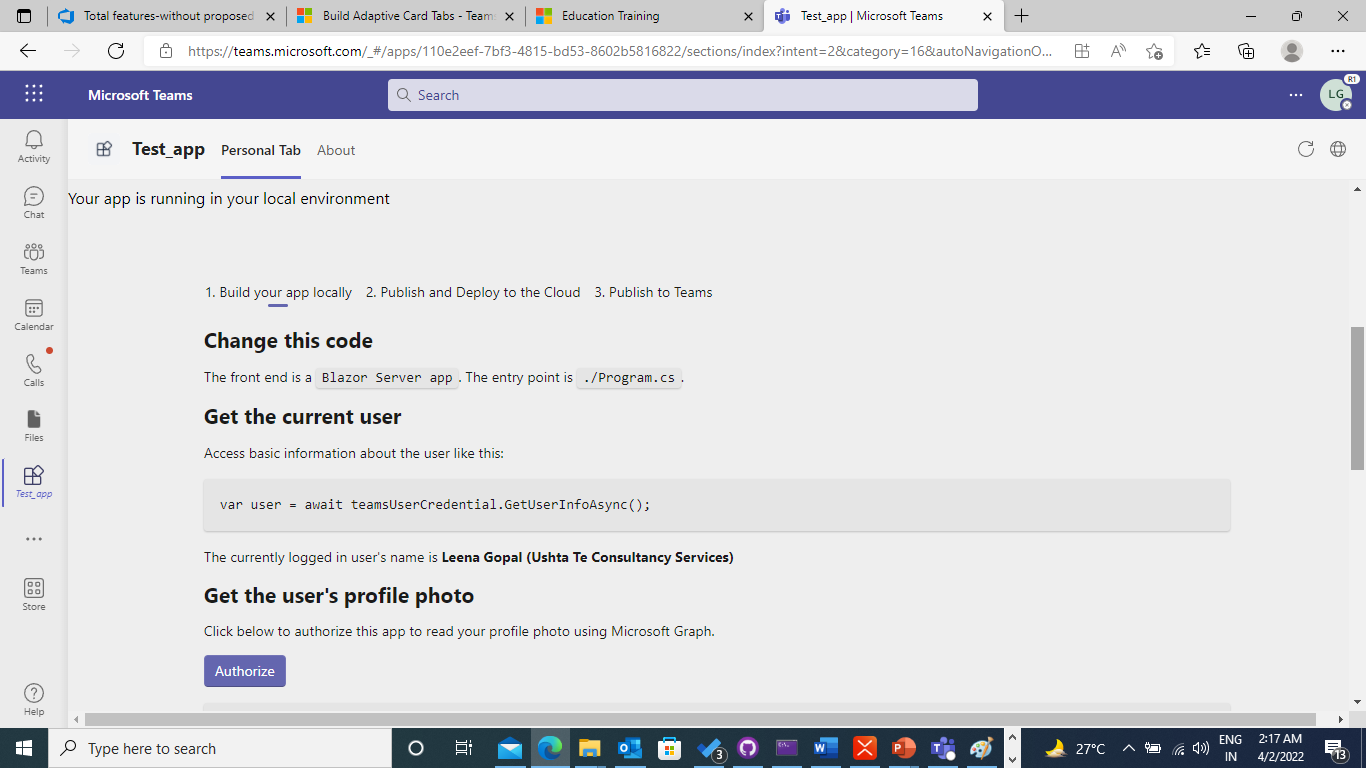 Total features-without proposed
Build Adaptive Card Tabs - Team
Education Training
Test_app | Microsoft Teams
https://teams.microsoft.com/_#/apps/110e2eef-7bf3-4815-bd53-8602b5816822/sections/index?intent=2&category=16&autoNavigationO...
Microsoft Teams
Search
R1
LG
Activity
Chat
Teams
Calendar
Calls
Files
Test_app
Store
Help
Test_app
Personal Tab
About
Your app is running in your local environment
1. Build your app locally
2. Publish and Deploy to the Cloud
3. Publish to Teams
Change this code
The front end is a Blazor Server app. The entry point is ./Program.cs.
Get the current user
Access basic information about the user like this:
var user = await teamsUserCredential.GetUserInfoAsync();
The currently logged in user's name is Leena Gopal (Ushta Te Consultancy Services)
Get the user's profile photo
Click below to authorize this app to read your profile photo using Microsoft Graph.
Authorize
Type here to search
3
27°C
ENG
IN
2:17 AM
4/2/2022
13